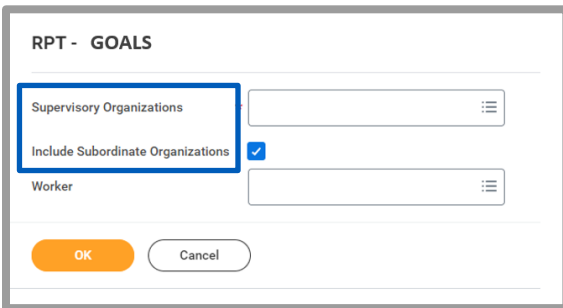 RPT - GOALS
Supervisory Organizations
Include Subordinate Organizations
Worker
OK Cancel